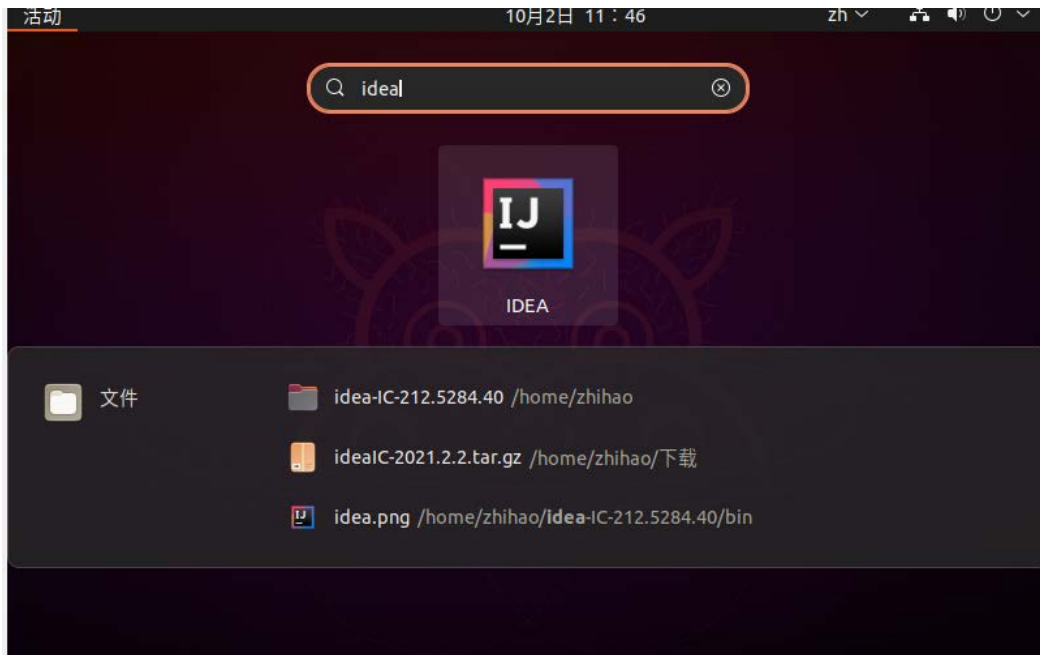 活动 10月2日 11：46 zh
idea
IJ
IDEA
文件
idea-IC-212.5284.40 /home/zhihao
ideaIC-2021.2.2.tar.gz /home/zhihao/下载
idea.png /home/zhihao/idea-IC-212.5284.40/bin